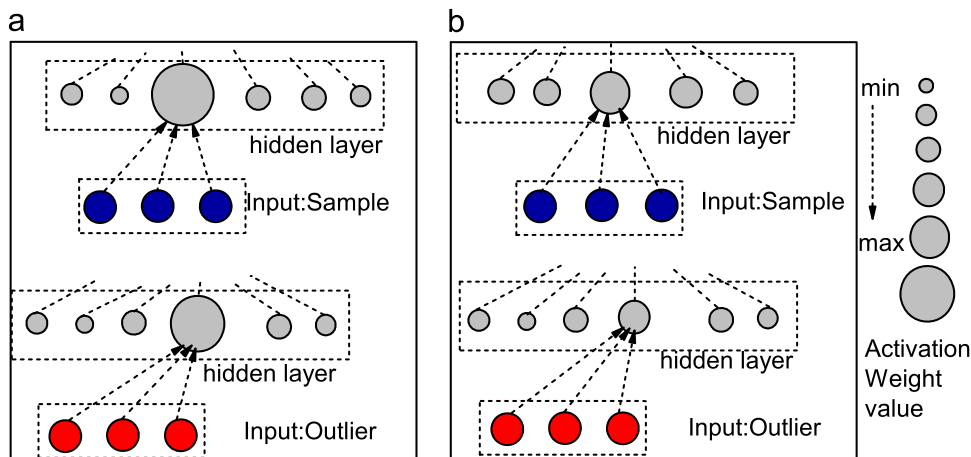 a
hidden layer
Input:Sample
hidden layer
Input:Outlier
b
hidden layer
Input:Sample
hidden layer
Input:Outlier
min
max
Activation
Weight
value